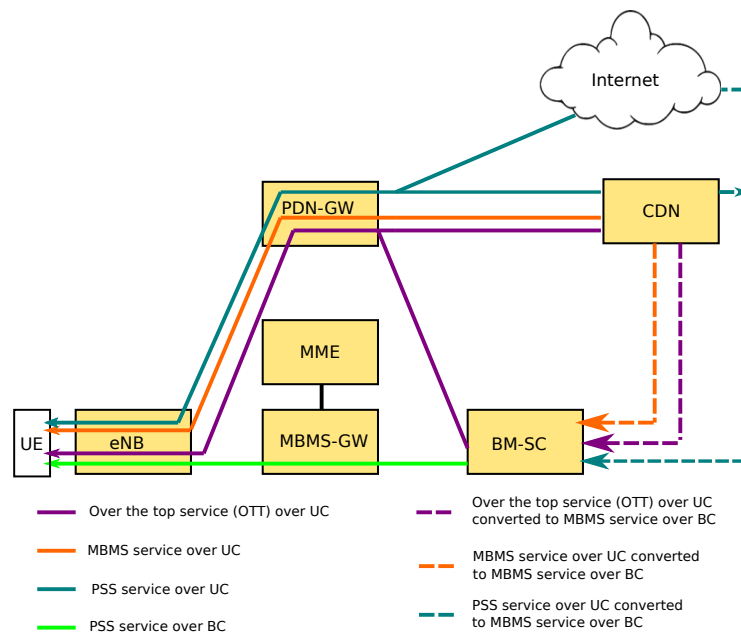 Internet
PDN-GW
CDN
MME
UE
eNB
MBMS-GW
BM-SC
Over the top service (OTT) over UC
MBMS service over UC
PSS service over UC
PSS service over BC
Over the top service (OTT) over UC
converted to MBMS service over BC
MBMS service over UC converted
to MBMS service over BC
PSS service over UC converted
to MBMS service over BC